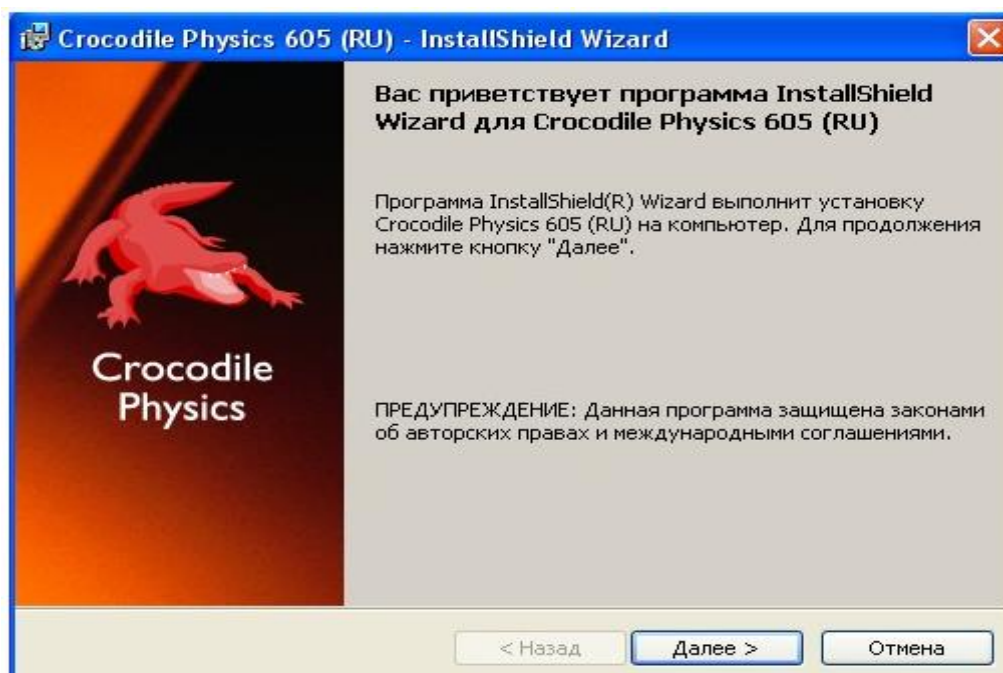 Crocodile Physics 605 (RU) - InstallShield Wizard
Вас приветствует программа InstallShield
Wizard для Crocodile Physics 605 (RU)
Программа InstallShield(R) Wizard выполнит установку
Crocodile Physics 605 (RU) на компьютер. Для продолжения
нажмите кнопку "Далее".
Crocodile
Physics
ПРЕДУПРЕЖДЕНИЕ: Данная программа защищена законами
об авторских правах и международными соглашениями.
< Назад
Далее >
Отмена